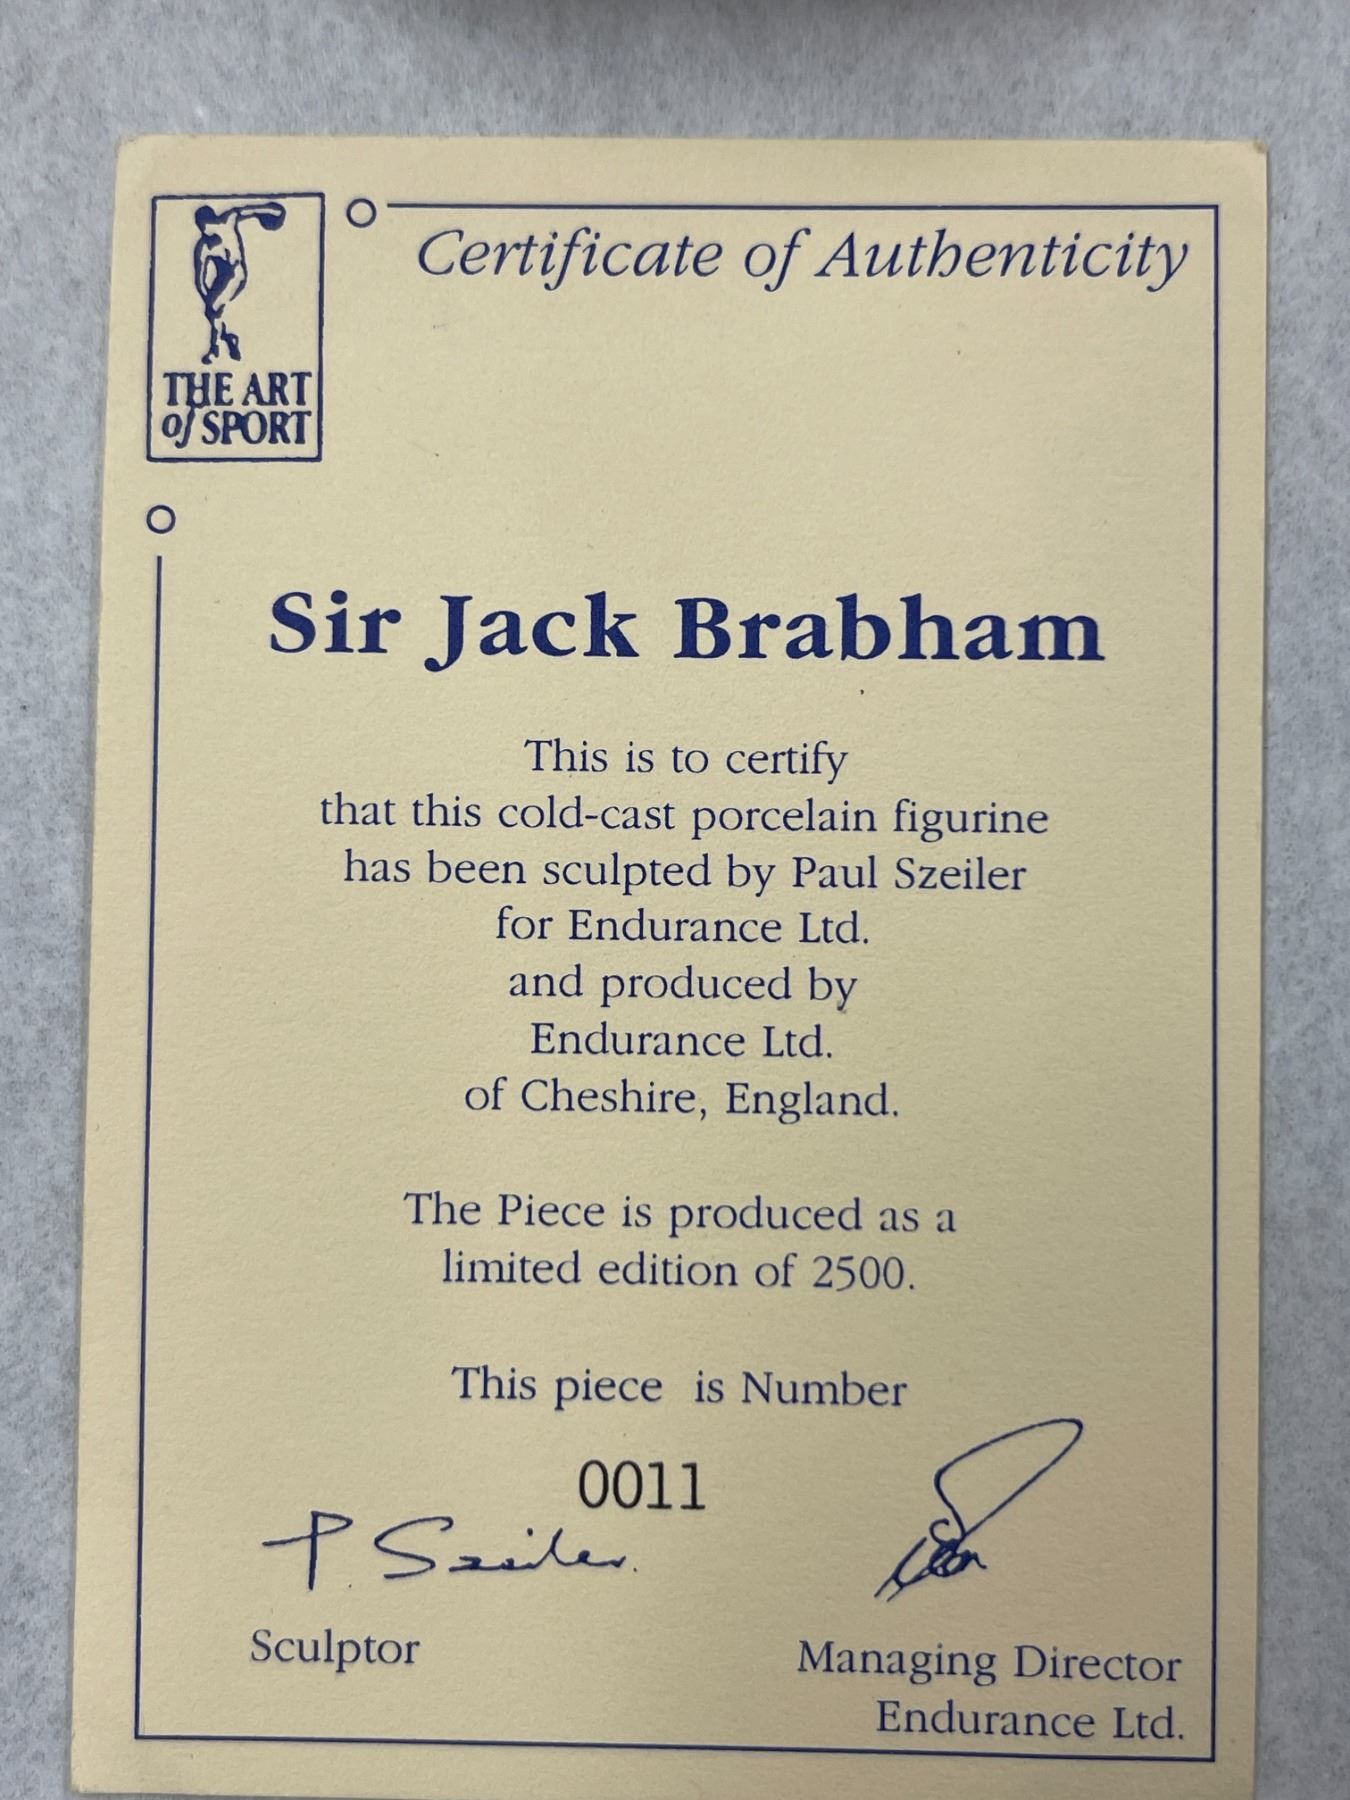 Certificate of Authenticity
THE ART
of SPORT
Sir Jack Brabham
This is to certify
that this cold-cast porcelain figurine
has been sculpted by Paul Szeiler
for Endurance Ltd.
and produced by
Endurance Ltd.
of Cheshire, England.
The Piece is produced as a
limited edition of 2500.
This piece is Number
0011
P. Szeiler.
Sculptor
Managing Director
Endurance Ltd.